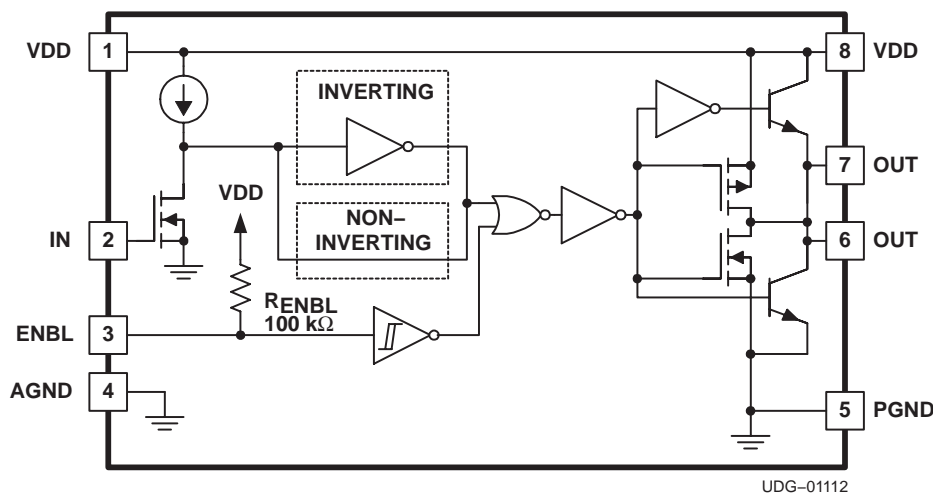 VDD 1
8 VDD
INVERTING
VDD
7 OUT
NON–
INVERTING
IN 2
6 OUT
RENBL
100 kΩ
ENBL 3
AGND 4
5 PGND
UDG–01112